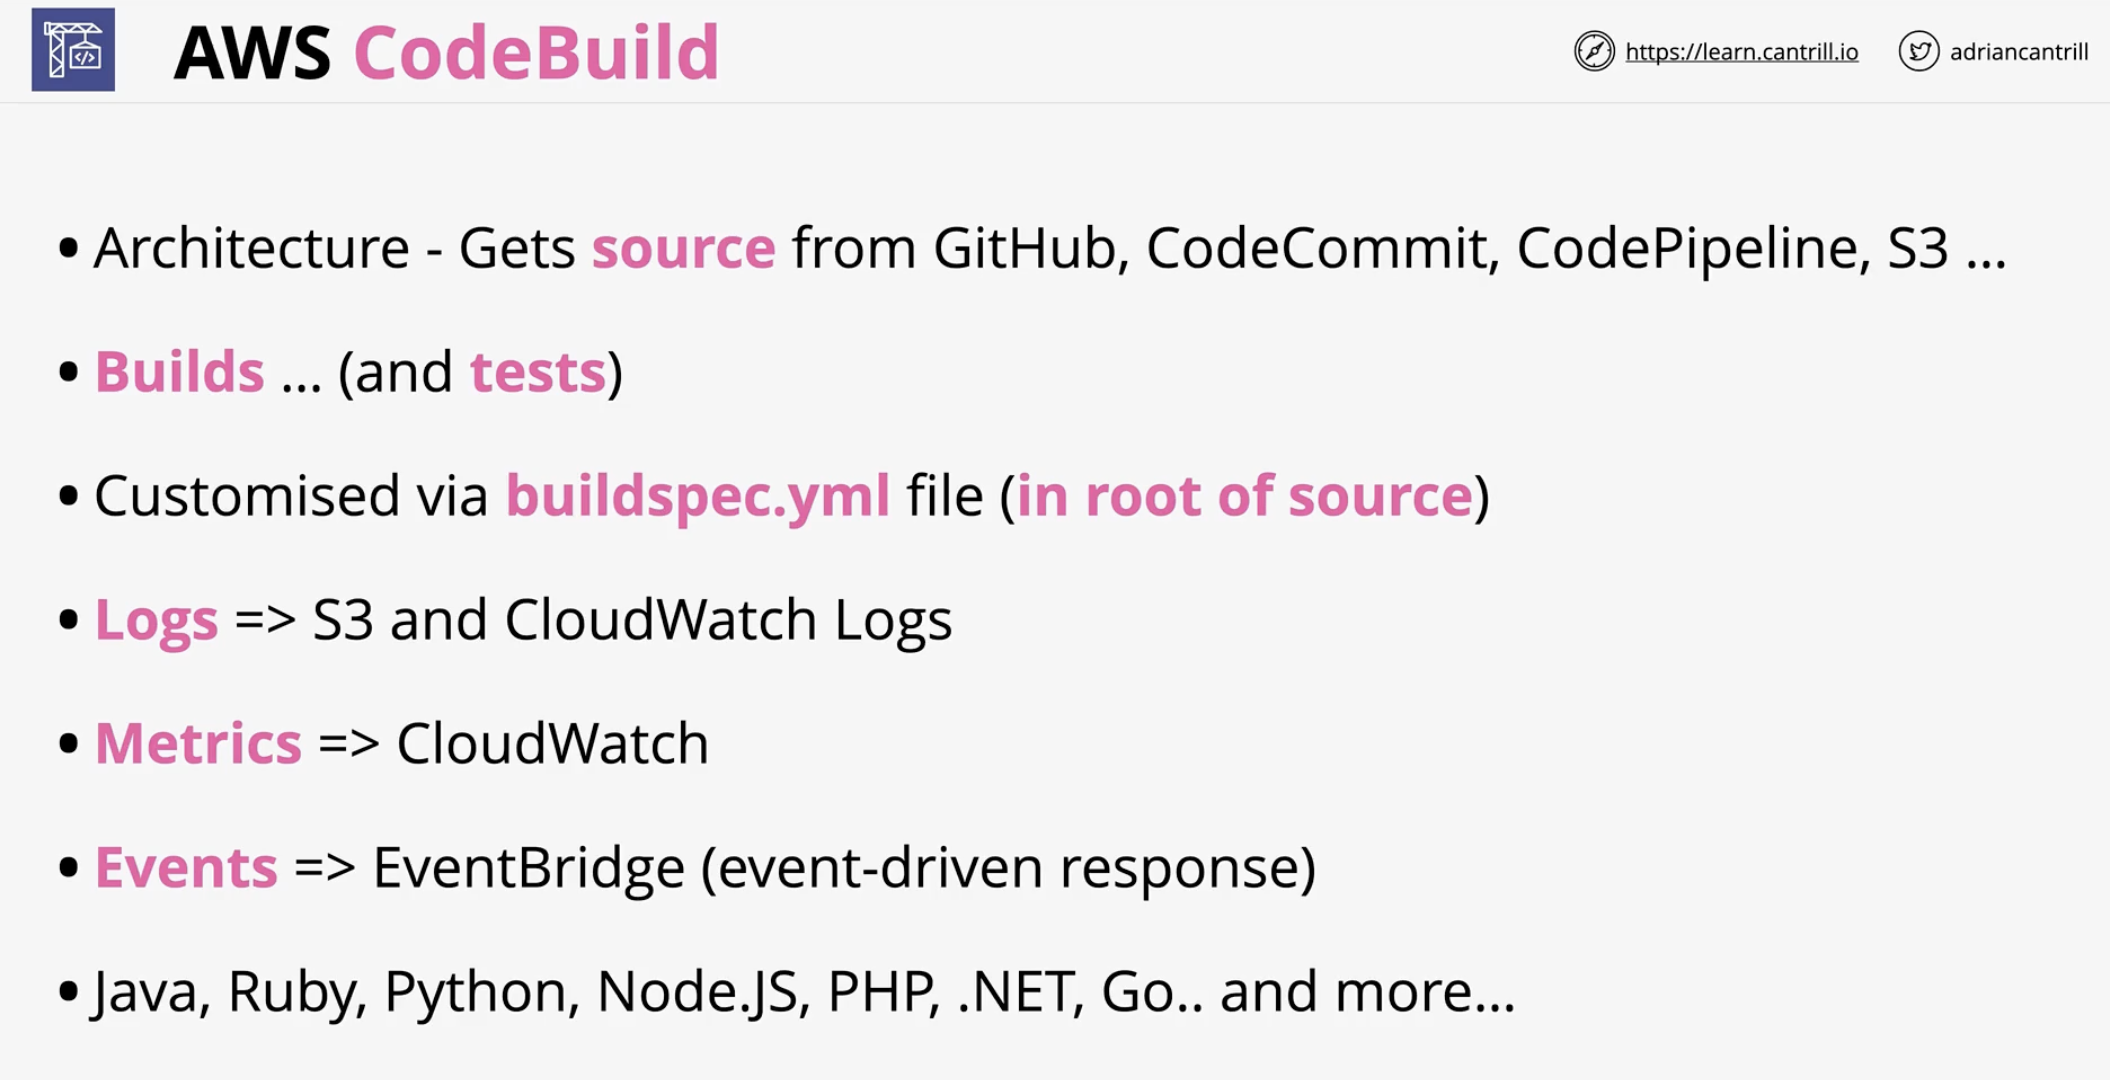 AWS CodeBuild
https://learn.cantrill.io
adriancantrill
• Architecture - Gets source from GitHub, CodeCommit, CodePipeline, S3 ...
• Builds ... (and tests)
• Customised via buildspec.yml file (in root of source)
• Logs => S3 and CloudWatch Logs
• Metrics => CloudWatch
• Events => EventBridge (event-driven response)
• Java, Ruby, Python, Node.JS, PHP, .NET, Go.. and more...